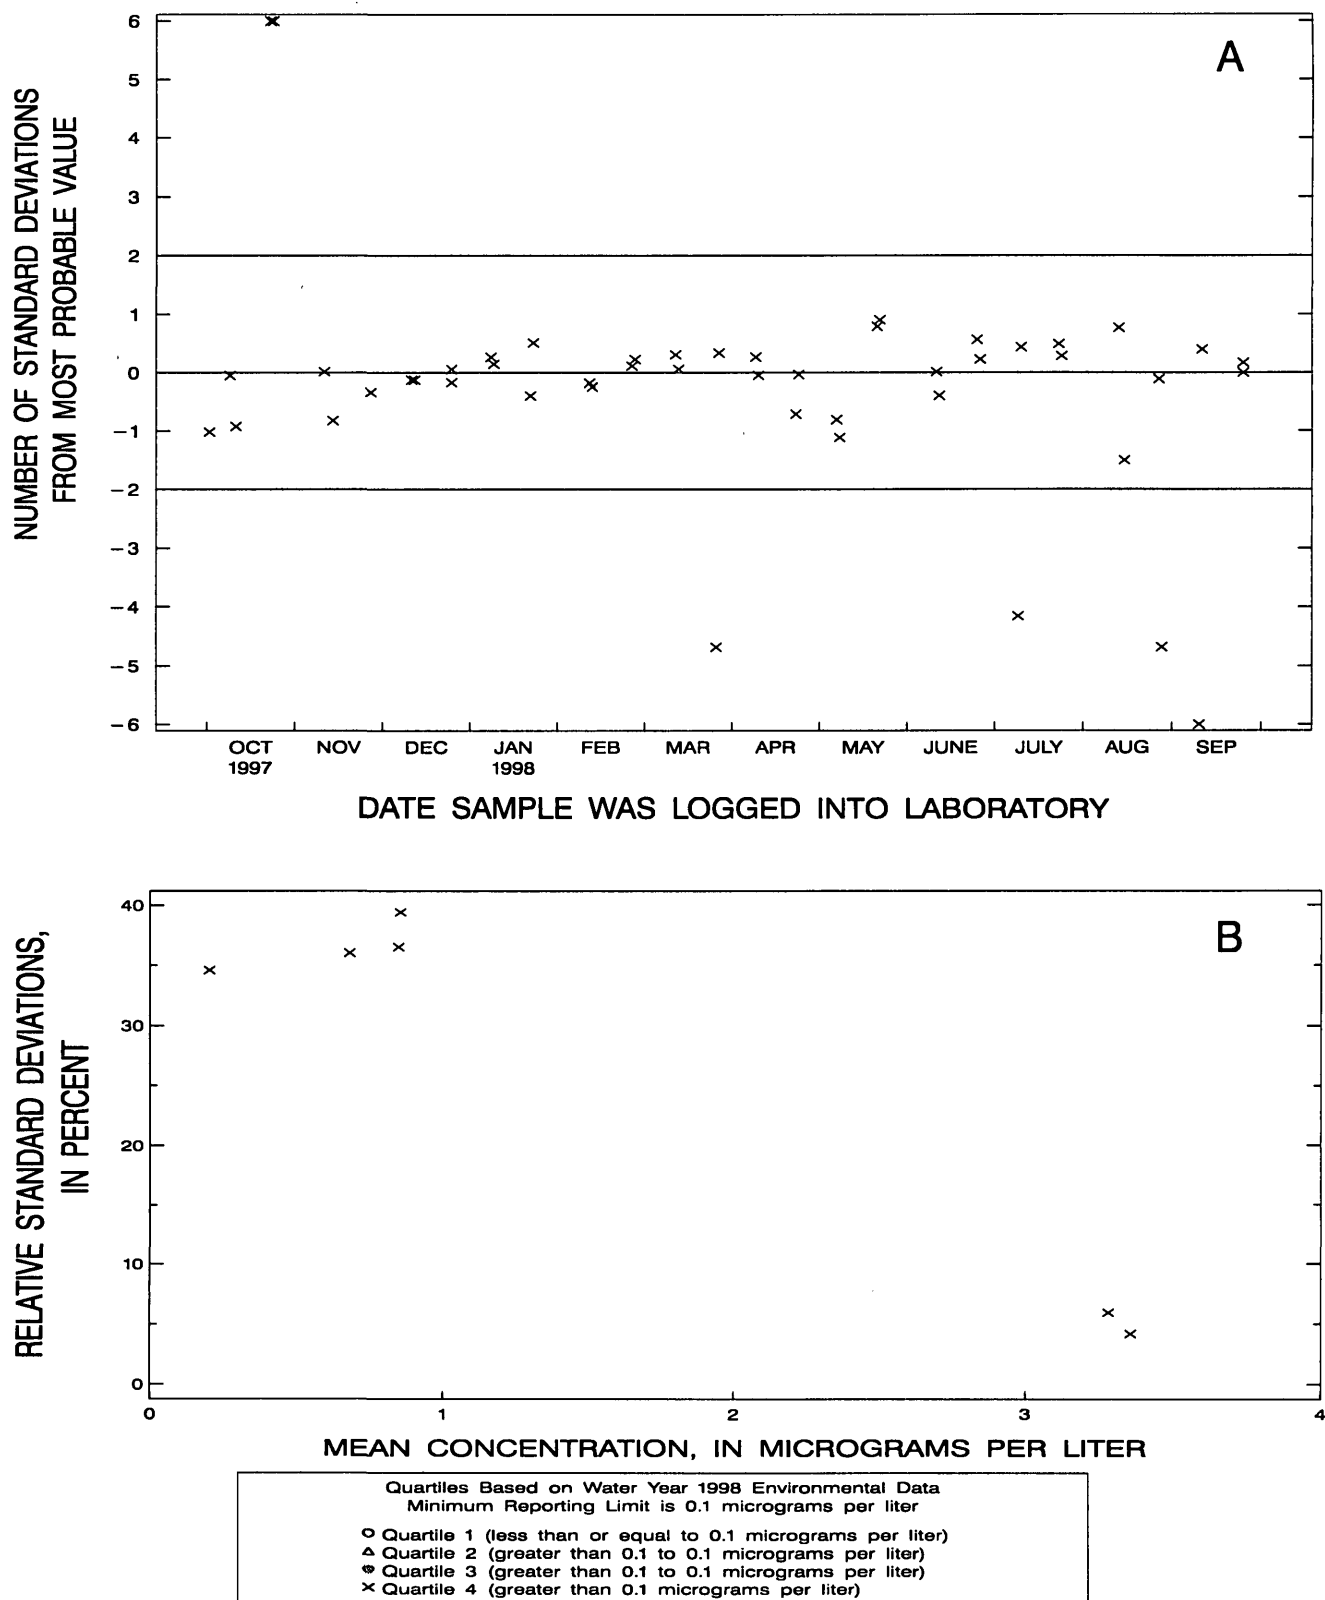 A
NUMBER OF STANDARD DEVIATIONS
FROM MOST PROBABLE VALUE
6
5
4
3
2
1
0
−1
−2
−3
−4
−5
−6
OCT NOV DEC JAN FEB MAR APR MAY JUNE JULY AUG SEP
1997 1998
DATE SAMPLE WAS LOGGED INTO LABORATORY
B
RELATIVE STANDARD DEVIATIONS,
IN PERCENT
40
30
20
10
0
0 1 2 3 4
MEAN CONCENTRATION, IN MICROGRAMS PER LITER
Quartiles Based on Water Year 1998 Environmental Data
Minimum Reporting Limit is 0.1 micrograms per liter
Quartile 1 (less than or equal to 0.1 micrograms per liter)
Quartile 2 (greater than 0.1 to 0.1 micrograms per liter)
Quartile 3 (greater than 0.1 to 0.1 micrograms per liter)
Quartile 4 (greater than 0.1 micrograms per liter)